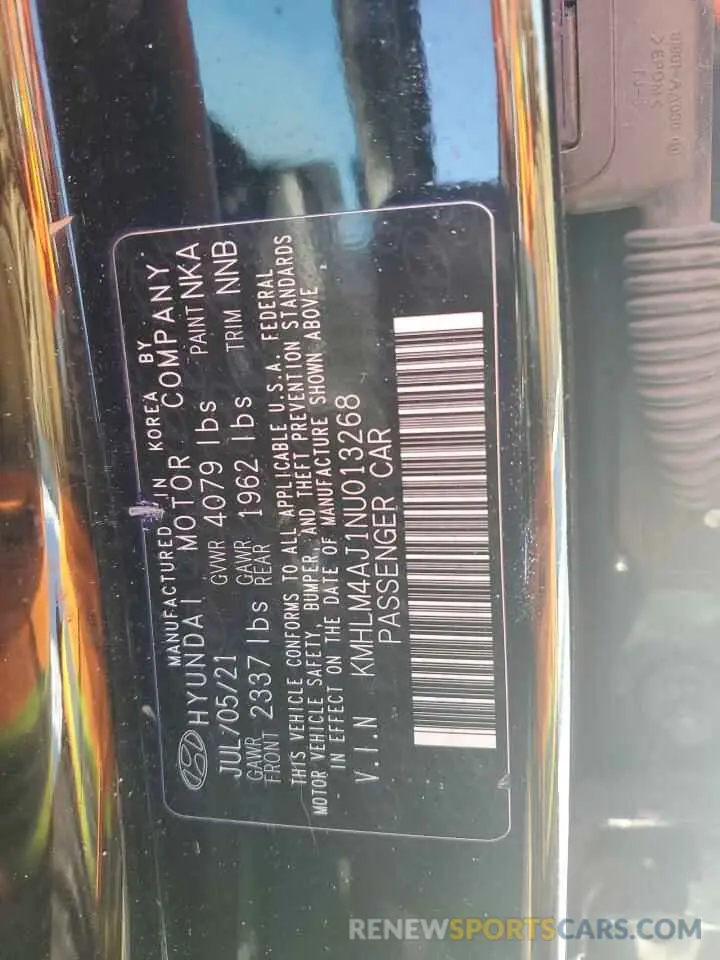 MANUFACTURED IN KOREA BY
HYUNDAI MOTOR COMPANY
JUL/05/21 GVWR 4079 lbs PAINT NKA
GAWR FRONT 2337 lbs GAWR REAR 1962 lbs TRIM NNB
THIS VEHICLE CONFORMS TO ALL APPLICABLE U.S.A. FEDERAL
MOTOR VEHICLE SAFETY, BUMPER, AND THEFT PREVENTION STANDARDS
IN EFFECT ON THE DATE OF MANUFACTURE SHOWN ABOVE
V.I.N KMHLM4AJ1NU013268
PASSENGER CAR
RENEWSPORTSCARS.COM